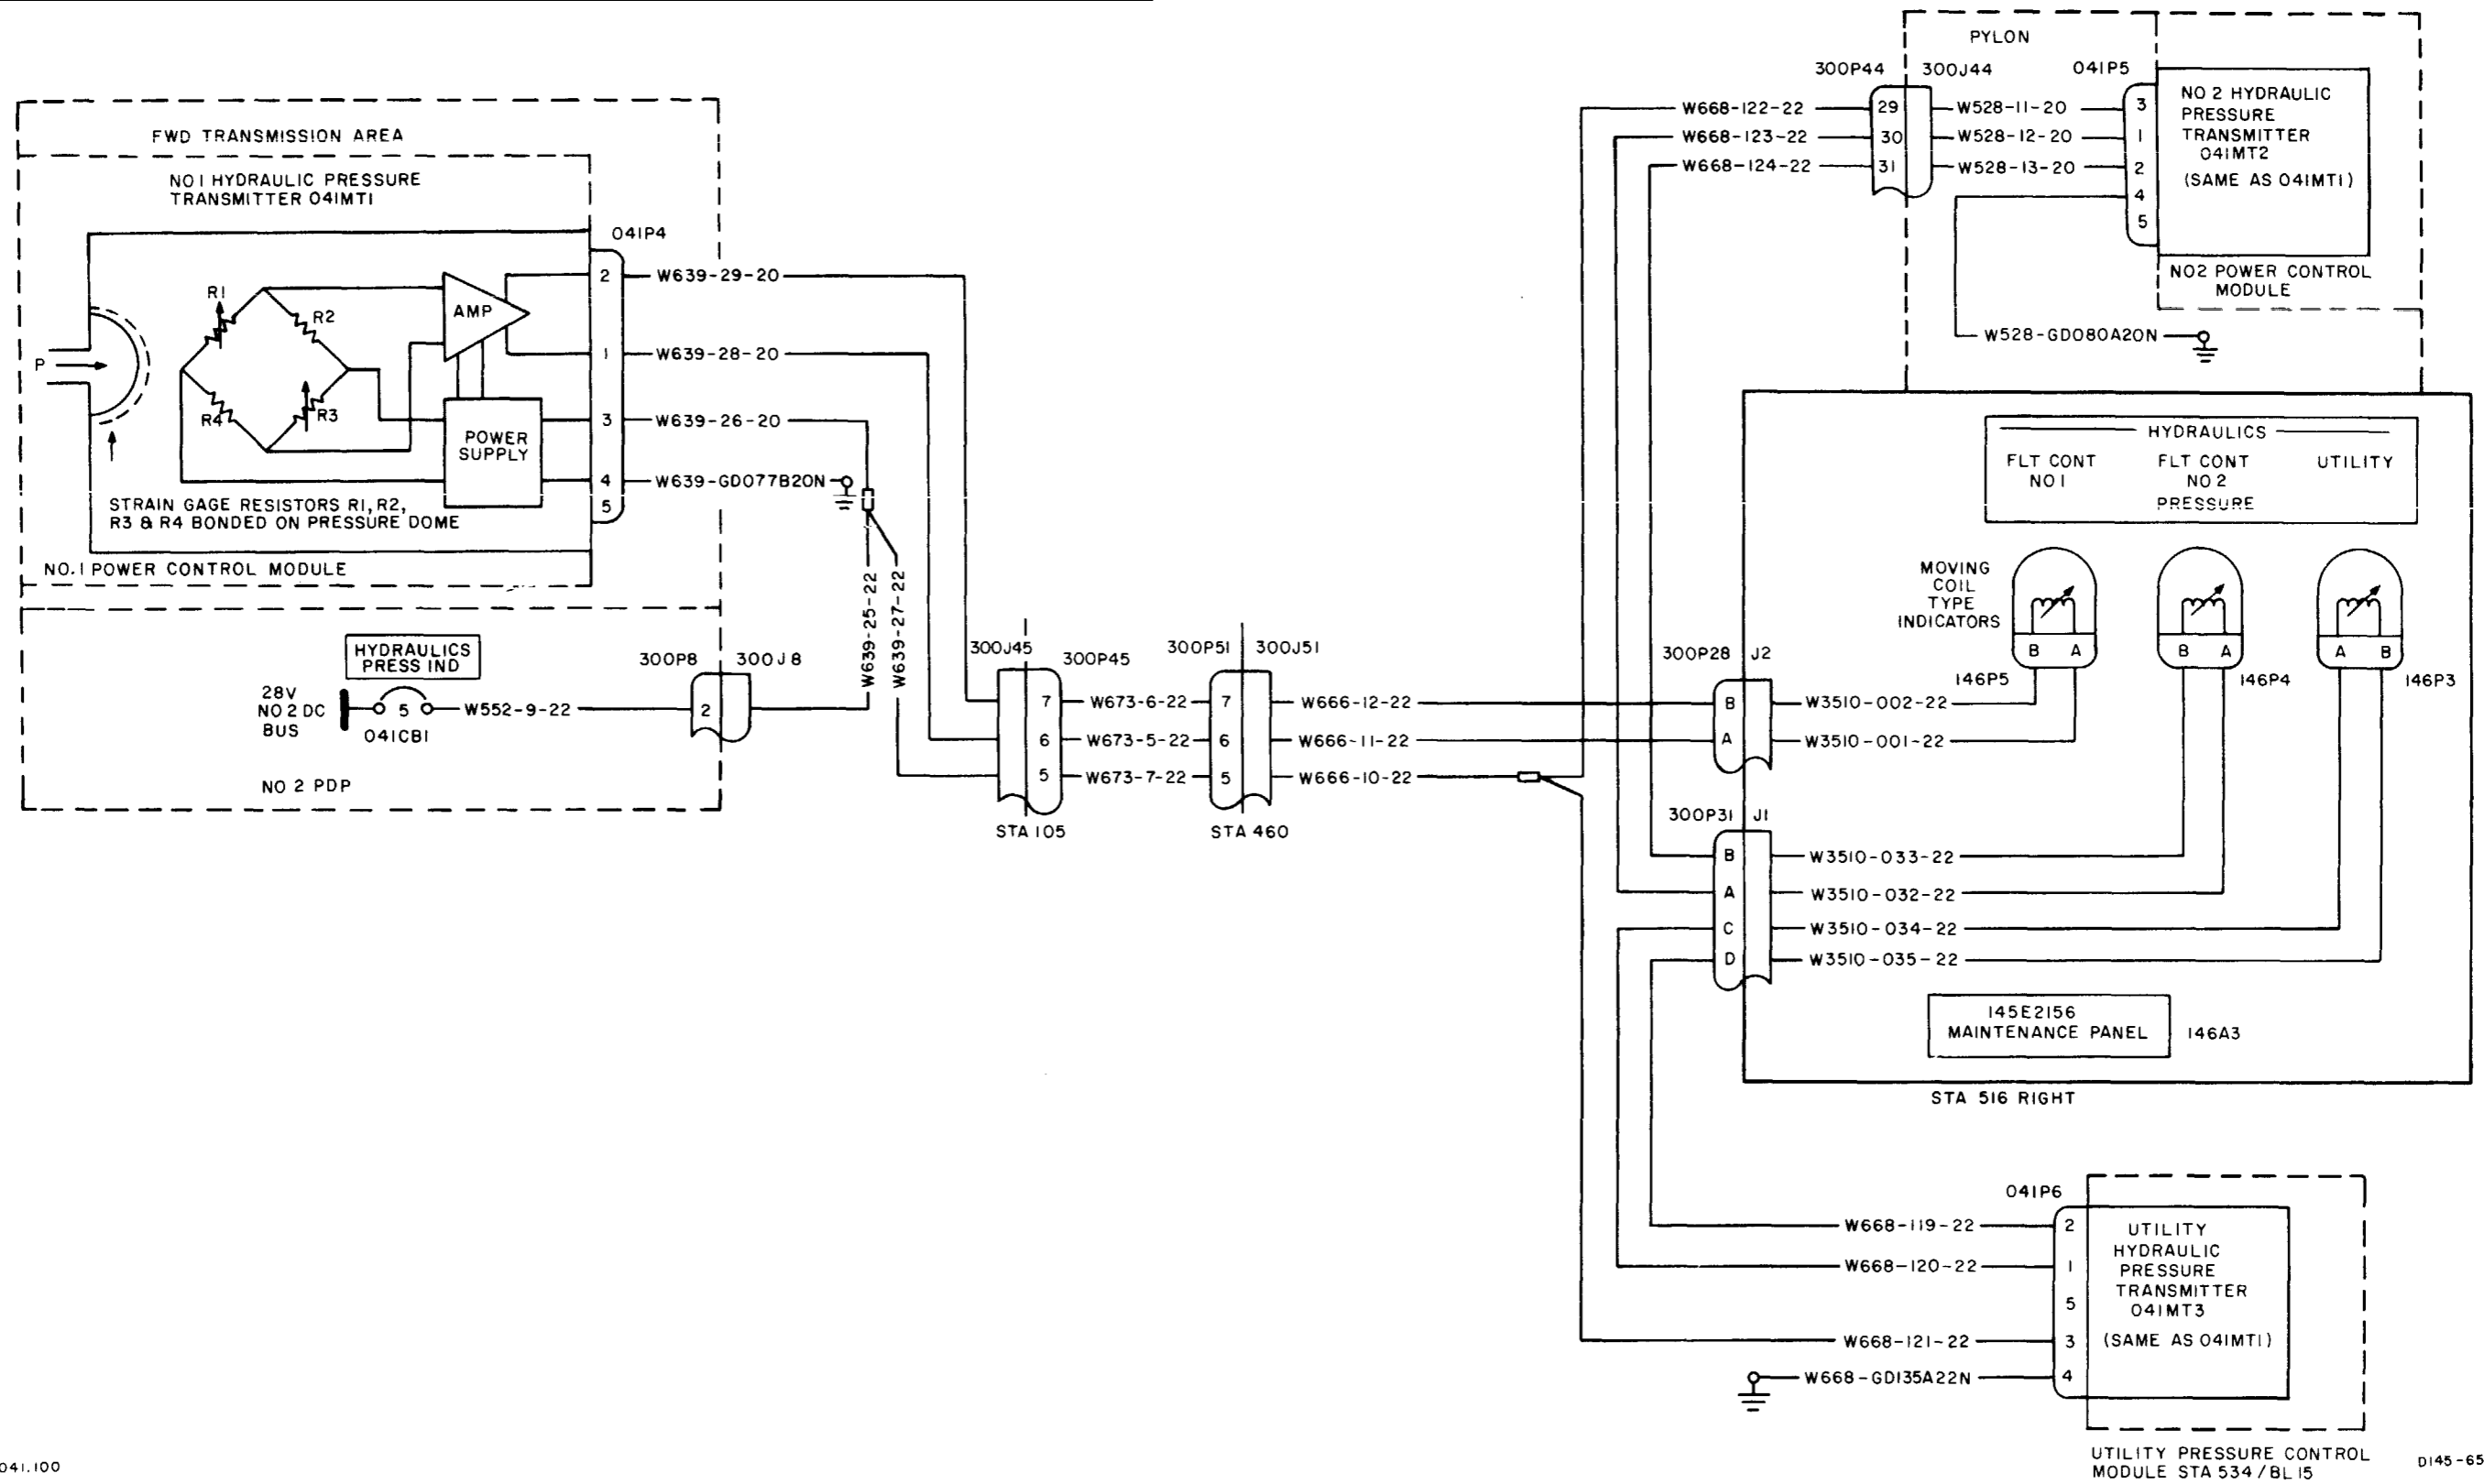 FWD TRANSMISSION AREA
NO 1 HYDRAULIC PRESSURE
TRANSMITTER 041MT1
041P4
P
R1
R2
R4
R3
AMP
POWER
SUPPLY
2
1
3
4
5
W639-29-20
W639-28-20
W639-26-20
W639-GD077B20N
STRAIN GAGE RESISTORS R1, R2,
R3 & R4 BONDED ON PRESSURE DOME
NO. 1 POWER CONTROL MODULE
HYDRAULICS
PRESS IND
28V
NO 2 DC
BUS
5
041CB1
W552-9-22
300P8
300J8
2
NO 2 PDP
W639-25-22
W639-27-22
300J45
300P45
7
6
5
STA 105
W673-6-22
W673-5-22
W673-7-22
300P51
300J51
7
6
5
STA 460
W666-12-22
W666-11-22
W666-10-22
PYLON
300P44
300J44
041P5
W668-122-22
29
W528-11-20
3
W668-123-22
30
W528-12-20
1
W668-124-22
31
W528-13-20
2
4
5
NO 2 HYDRAULIC
PRESSURE
TRANSMITTER
041MT2
(SAME AS 041MT1)
NO2 POWER CONTROL
MODULE
W528-GD080A20N
HYDRAULICS
FLT CONT
NO 1
FLT CONT
NO 2
UTILITY
PRESSURE
MOVING
COIL
TYPE
INDICATORS
B A
B A
A B
146P5
146P4
146P3
300P28
J2
B
W3510-002-22
A
W3510-001-22
300P31
J1
B
W3510-033-22
A
W3510-032-22
C
W3510-034-22
D
W3510-035-22
145E2156
MAINTENANCE PANEL
146A3
STA 516 RIGHT
041P6
W668-119-22
2
W668-120-22
1
5
W668-121-22
3
W668-GD135A22N
4
UTILITY
HYDRAULIC
PRESSURE
TRANSMITTER
041MT3
(SAME AS 041MT1)
UTILITY PRESSURE CONTROL
MODULE STA 534 / BL 15
041.100
D145-65